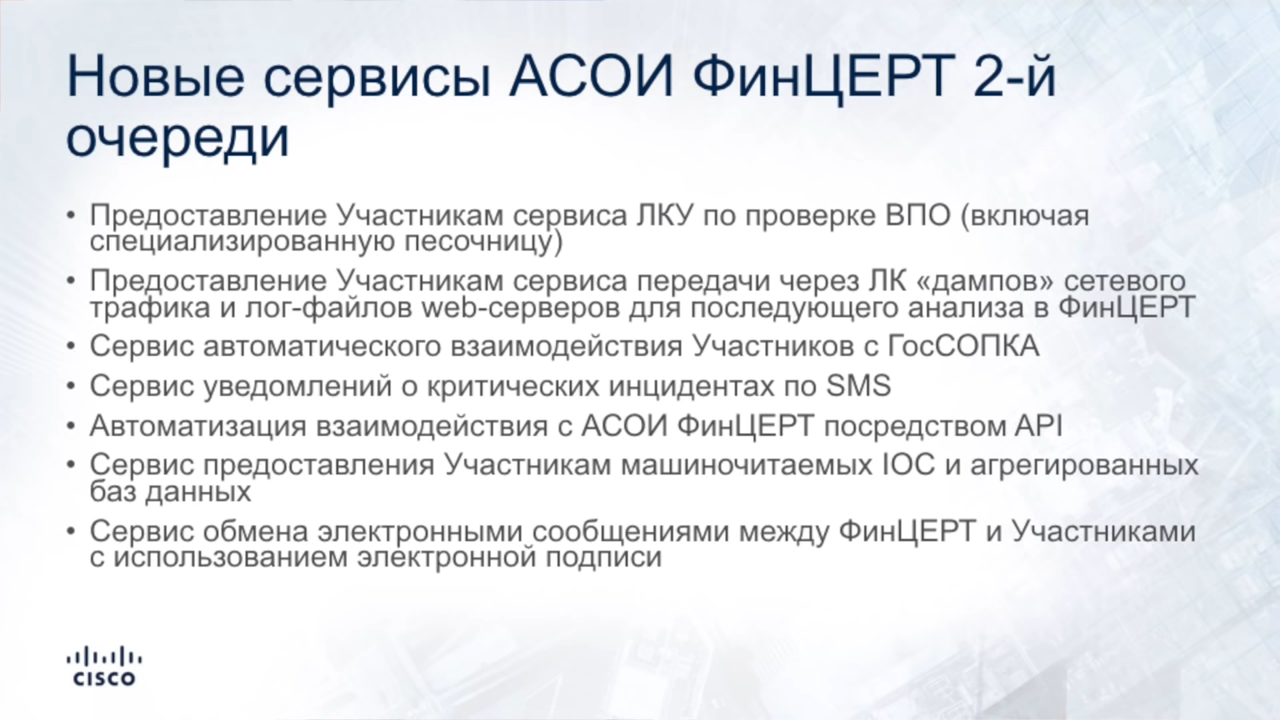 Новые сервисы АСОИ ФинЦЕРТ 2-й
очереди
• Предоставление Участникам сервиса ЛКУ по проверке ВПО (включая
специализированную песочницу)
• Предоставление Участникам сервиса передачи через ЛК «дампов» сетевого
трафика и лог-файлов web-серверов для последующего анализа в ФинЦЕРТ
• Сервис автоматического взаимодействия Участников с ГосСОПКА
• Сервис уведомлений о критических инцидентах по SMS
• Автоматизация взаимодействия с АСОИ ФинЦЕРТ посредством API
• Сервис предоставления Участникам машиночитаемых IOC и агрегированных
баз данных
• Сервис обмена электронными сообщениями между ФинЦЕРТ и Участниками
с использованием электронной подписи
CISCO